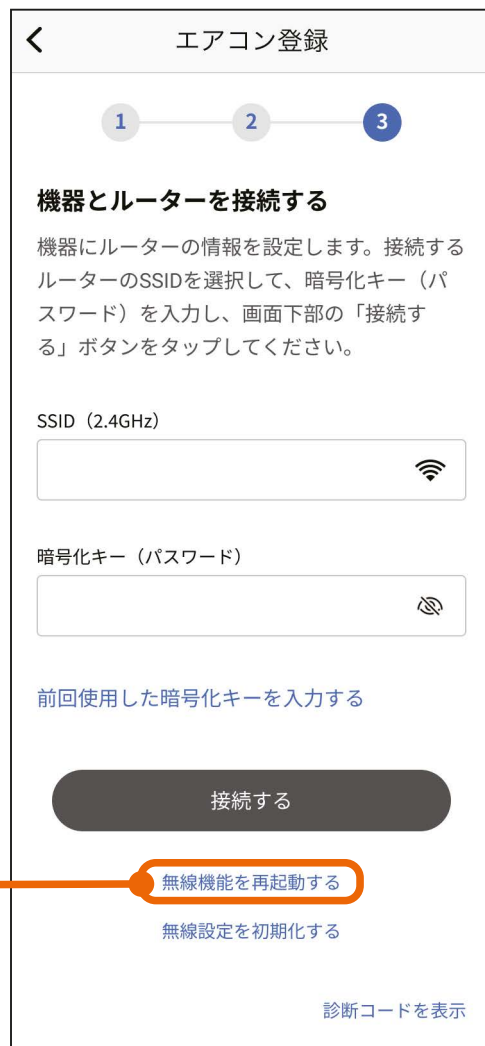 エアコン登録
1 2 3
機器とルーターを接続する
機器にルーターの情報を設定します。接続する
ルーターのSSIDを選択して、暗号化キー（パ
スワード）を入力し、画面下部の「接続す
る」ボタンをタップしてください。
SSID（2.4GHz）
暗号化キー（パスワード）
前回使用した暗号化キーを入力する
接続する
無線機能を再起動する
無線設定を初期化する
診断コードを表示